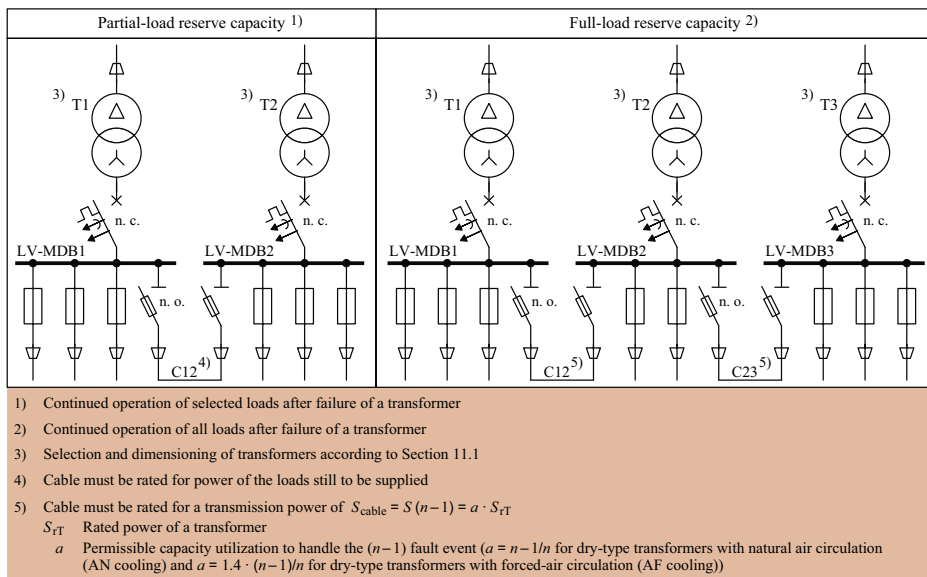 Partial-load reserve capacity 1)
Full-load reserve capacity 2)
3) T1
3) T2
3) T1
3) T2
3) T3
n. c.
n. c.
n. c.
n. c.
n. c.
LV-MDB1
LV-MDB2
LV-MDB1
LV-MDB2
LV-MDB3
n. o.
n. o.
n. o.
C12 4)
C12 5)
C23 5)
1) Continued operation of selected loads after failure of a transformer
2) Continued operation of all loads after failure of a transformer
3) Selection and dimensioning of transformers according to Section 11.1
4) Cable must be rated for power of the loads still to be supplied
5) Cable must be rated for a transmission power of S_cable = S (n−1) = a · S_rT
S_rT Rated power of a transformer
a Permissible capacity utilization to handle the (n−1) fault event (a = n−1/n for dry-type transformers with natural air circulation
(AN cooling) and a = 1.4 · (n−1)/n for dry-type transformers with forced-air circulation (AF cooling))